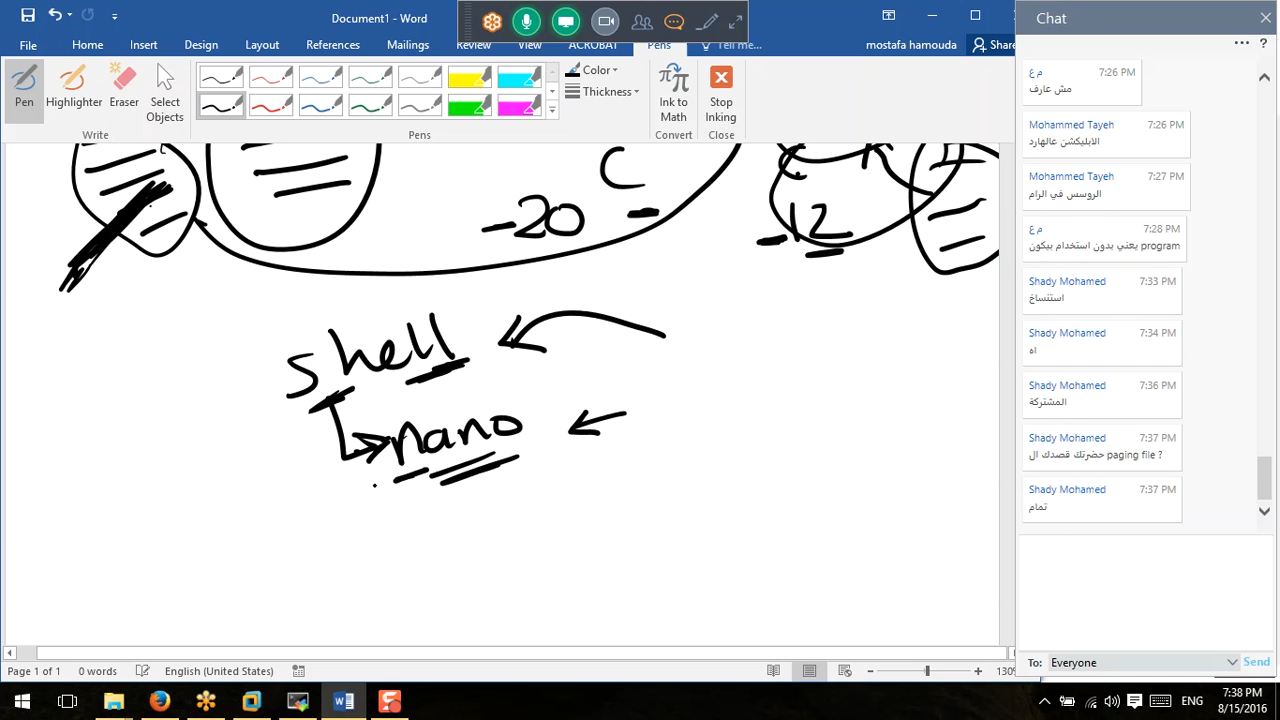 Document1 - Word
Chat
File
Home
Insert
Design
Layout
References
Mailings
Review
View
ACROBAT
Pens
Tell me...
mostafa hamouda
Share
Pen
Highlighter
Eraser
Select Objects
Color
Thickness
Ink to Math
Stop Inking
Write
Pens
Convert
Close
C
-20 -
-12
shell
nano
م ع 7:26 PM
مش عارف
Mohammed Tayeh 7:26 PM
الابليكشن عالهارد
Mohammed Tayeh 7:27 PM
الروسس في الرام
م ع 7:28 PM
يعني بدون استخدام بيكون program
Shady Mohamed 7:33 PM
استنساخ
Shady Mohamed 7:34 PM
اه
Shady Mohamed 7:36 PM
المشتركة
Shady Mohamed 7:37 PM
حضرتك قصدك ال paging file ?
Shady Mohamed 7:37 PM
تمام
To: Everyone Send
Page 1 of 1 0 words English (United States) 130%
ENG 7:38 PM
8/15/2016